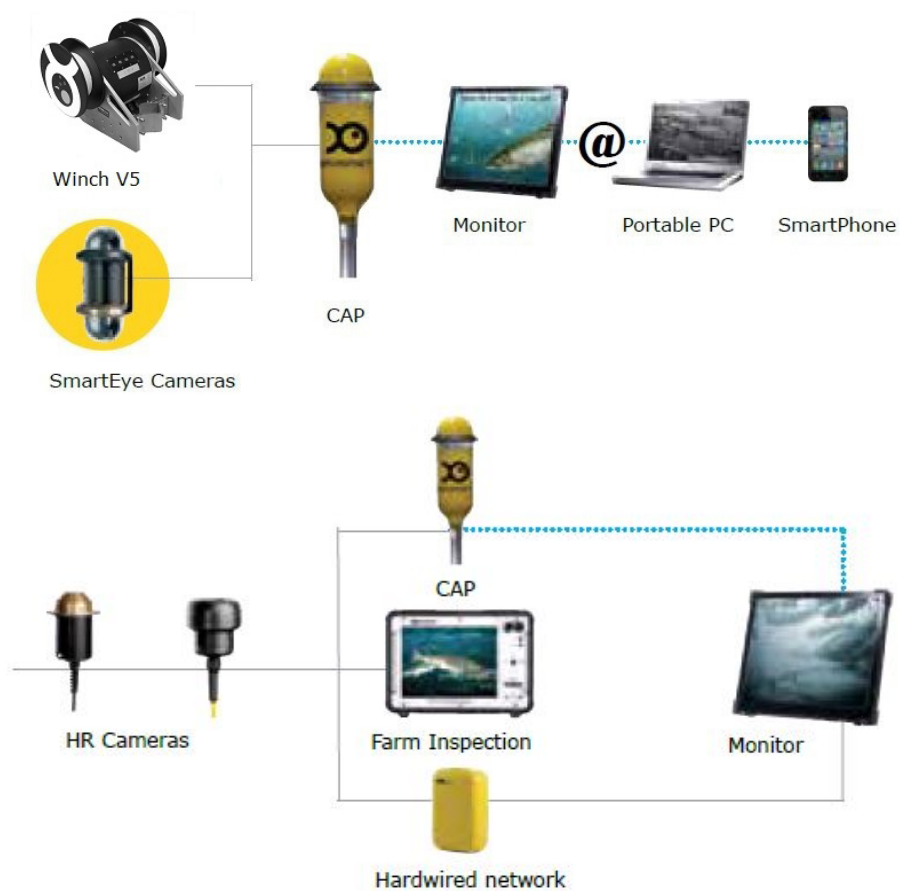 Winch V5
@
Monitor
Portable PC
SmartPhone
CAP
SmartEye Cameras
CAP
HR Cameras
Farm Inspection
Monitor
Hardwired network